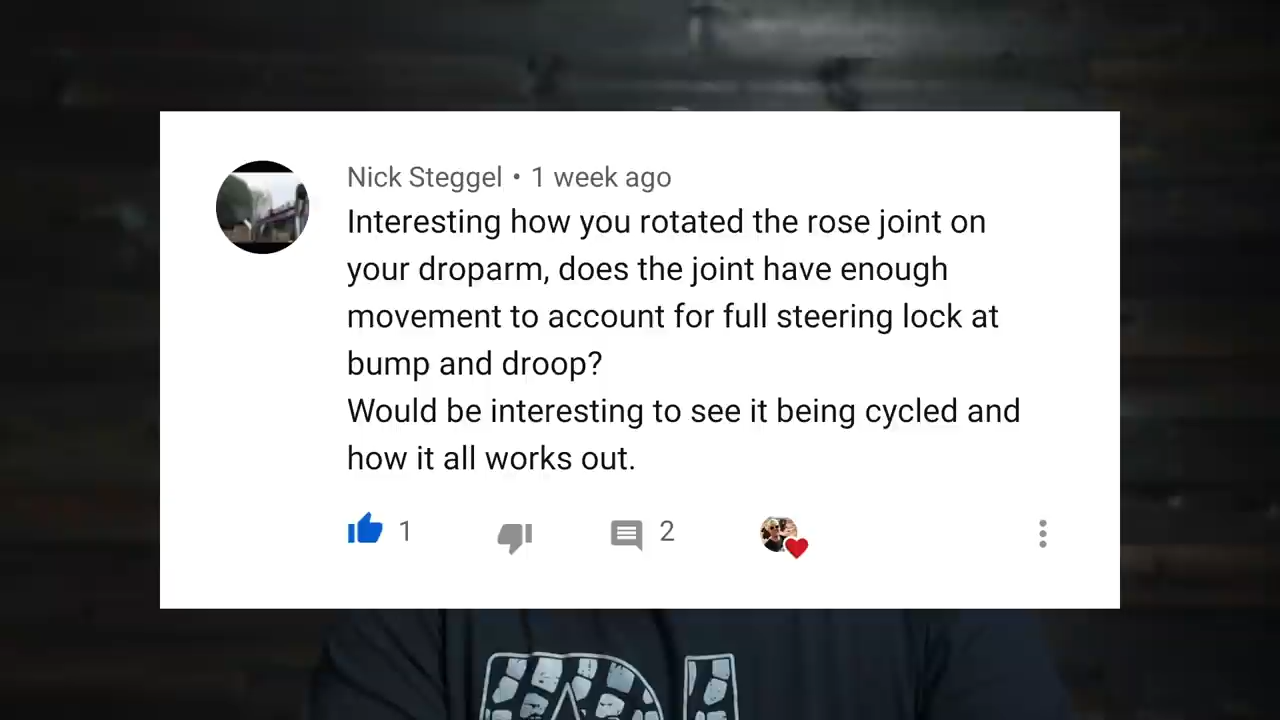 Nick Steggel • 1 week ago
Interesting how you rotated the rose joint on
your droparm, does the joint have enough
movement to account for full steering lock at
bump and droop?
Would be interesting to see it being cycled and
how it all works out.
1 2